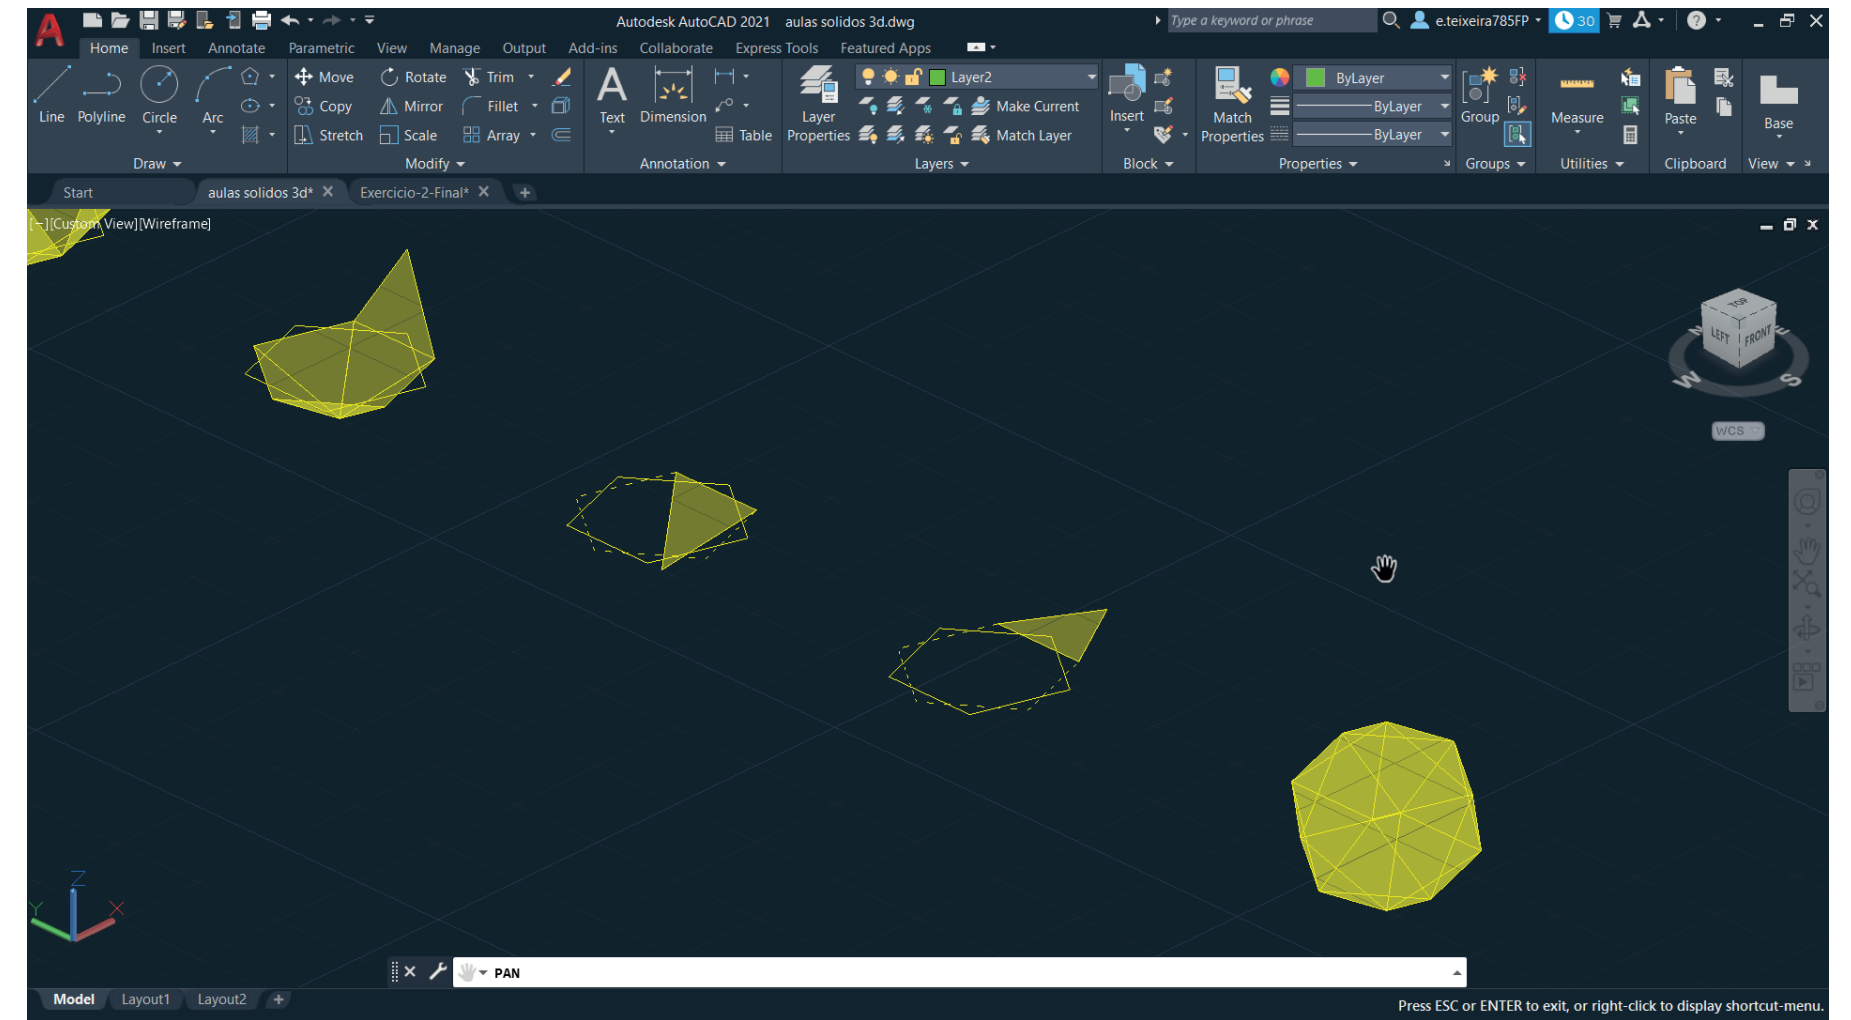 Autodesk AutoCAD 2021 aulas solidos 3d.dwg
Type a keyword or phrase
e.teixeira785FP
30
Home Insert Annotate Parametric View Manage Output Add-ins Collaborate Express Tools Featured Apps
Line Polyline Circle Arc
Draw
Move Rotate Trim
Copy Mirror Fillet
Stretch Scale Array
Modify
Text Dimension Table
Annotation
Layer Properties
Layer2
Make Current
Match Layer
Layers
Insert
Block
Match Properties
ByLayer
ByLayer
ByLayer
Properties
Group
Groups
Measure
Utilities
Paste
Clipboard
Base
View
Start aulas solidos 3d* Exercicio-2-Final*
[−][Custom View][Wireframe]
TOP
LEFT FRONT
N E
W S
WCS
Z
Y X
PAN
Model Layout1 Layout2
Press ESC or ENTER to exit, or right-click to display shortcut-menu.